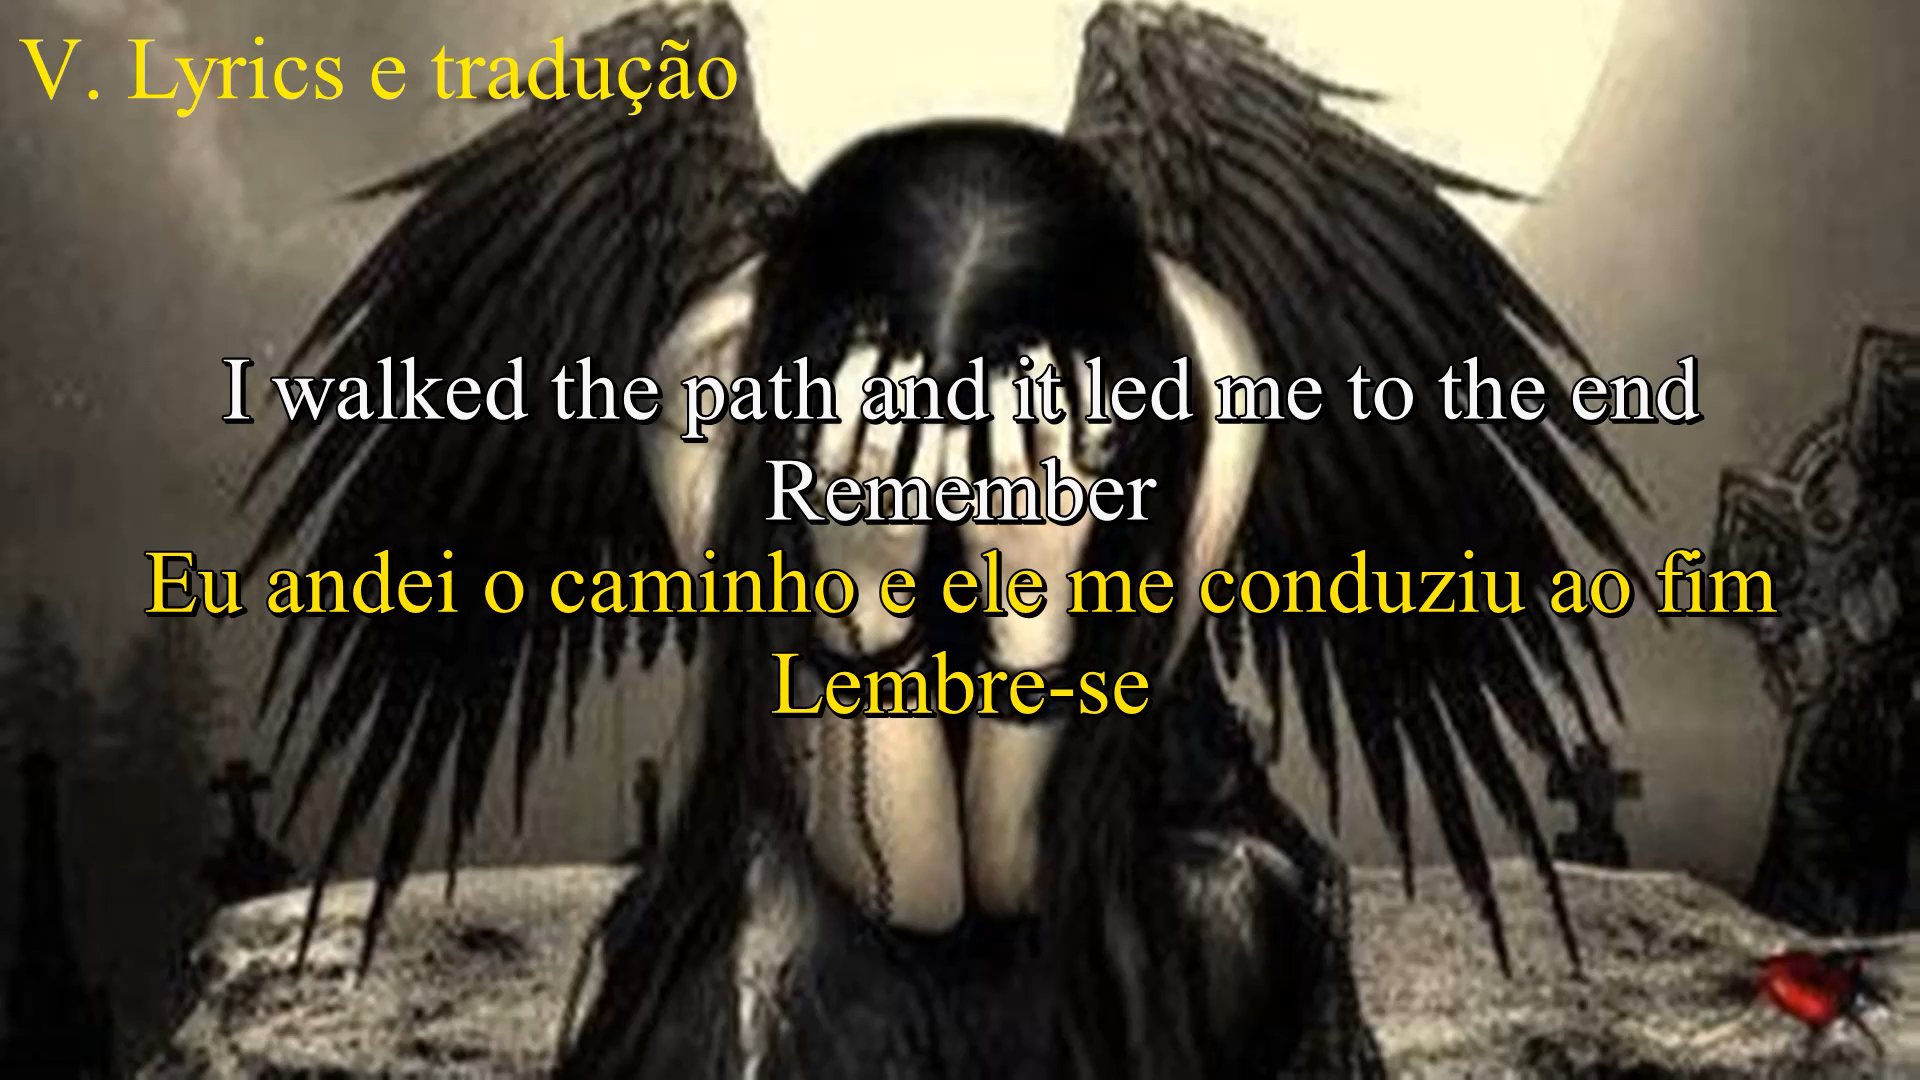 V. Lyrics e tradução
I walked the path and it led me to the end
Remember
Eu andei o caminho e ele me conduziu ao fim
Lembre-se